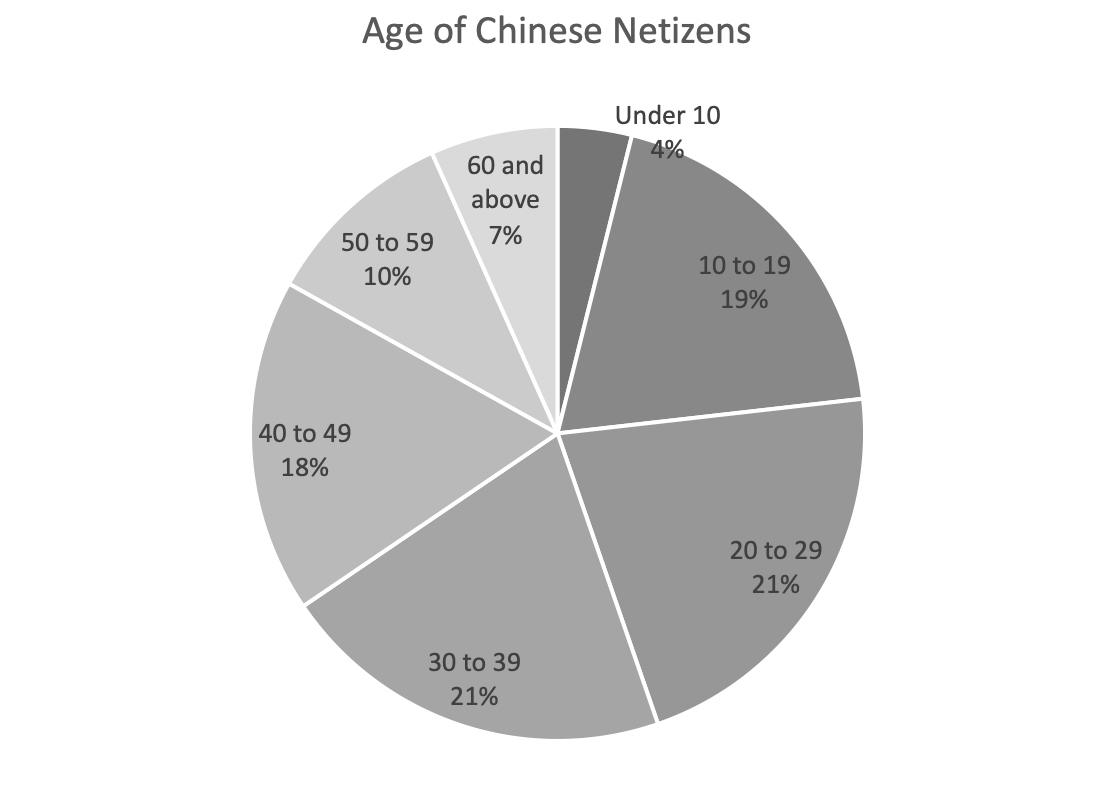 Age of Chinese Netizens
Under 10
4%
10 to 19
19%
20 to 29
21%
30 to 39
21%
40 to 49
18%
50 to 59
10%
60 and
above
7%